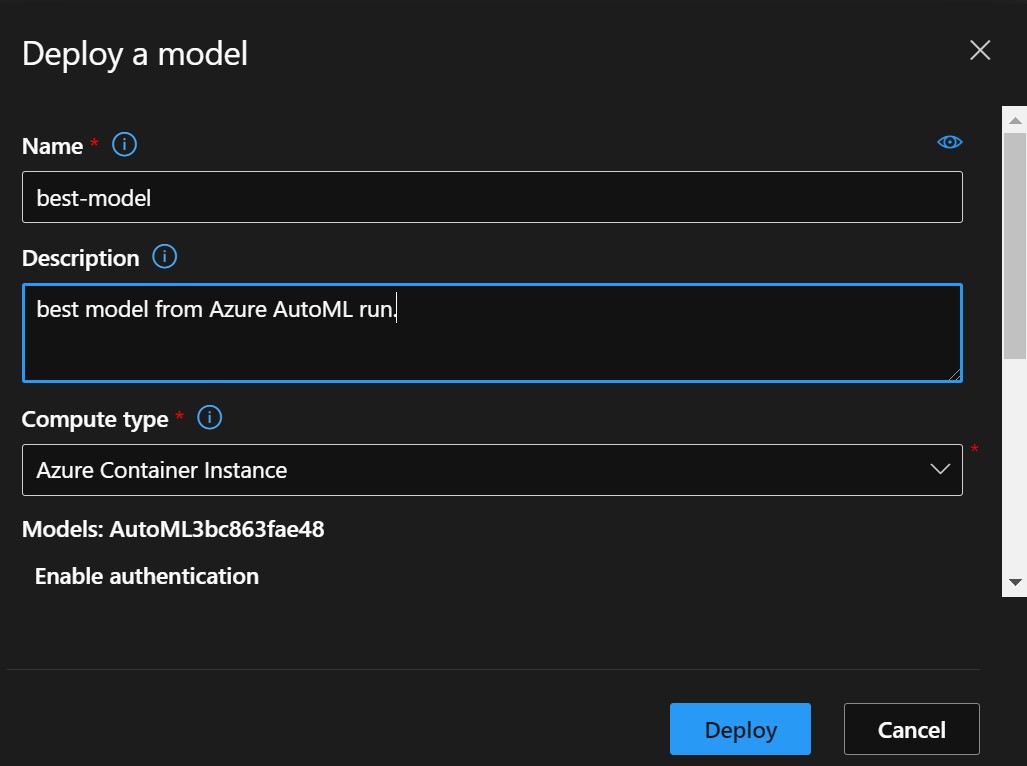 Deploy a model
Name *
best-model
Description
best model from Azure AutoML run.
Compute type *
Azure Container Instance
*
Models: AutoML3bc863fae48
Enable authentication
Deploy Cancel